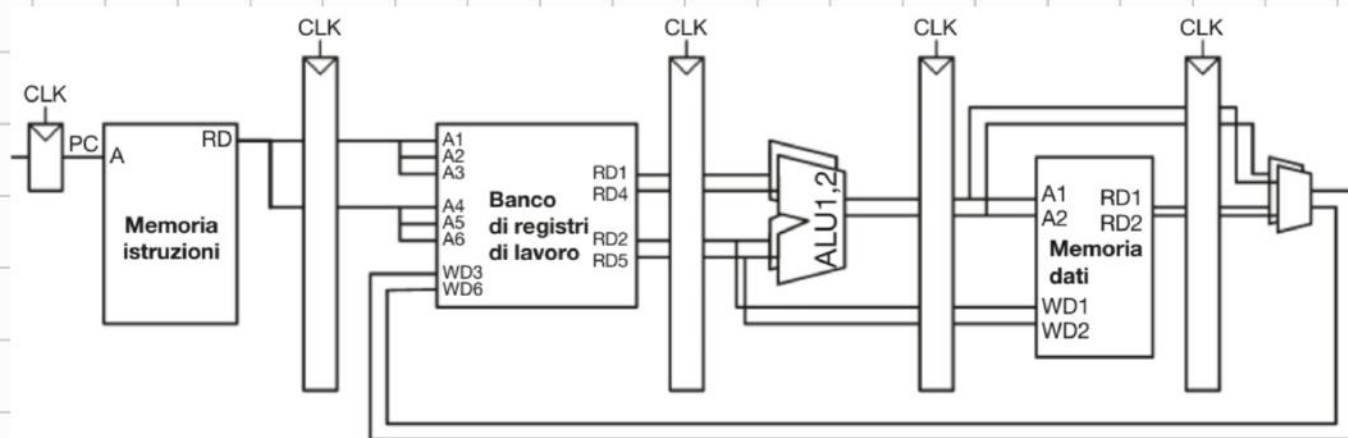 CLK
CLK
CLK
CLK
CLK
PC
A
RD
Memoria
istruzioni
A1
A2
A3
A4
A5
A6
WD3
WD6
Banco
di registri
di lavoro
RD1
RD4
RD2
RD5
ALU1,2
A1
A2
RD1
RD2
Memoria
dati
WD1
WD2